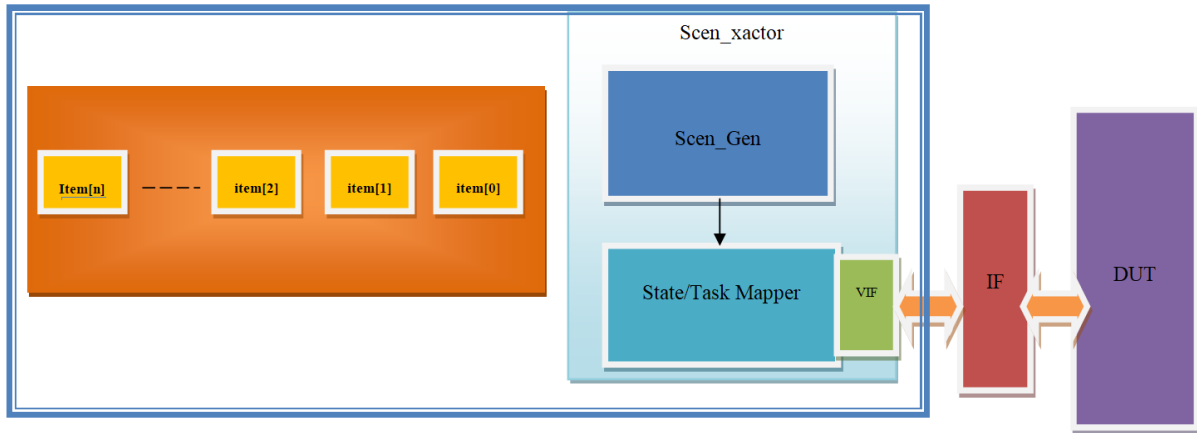 Scen_xactor
Scen_Gen
Item[n]
item[2]
item[1]
item[0]
State/Task Mapper
VIF
IF
DUT